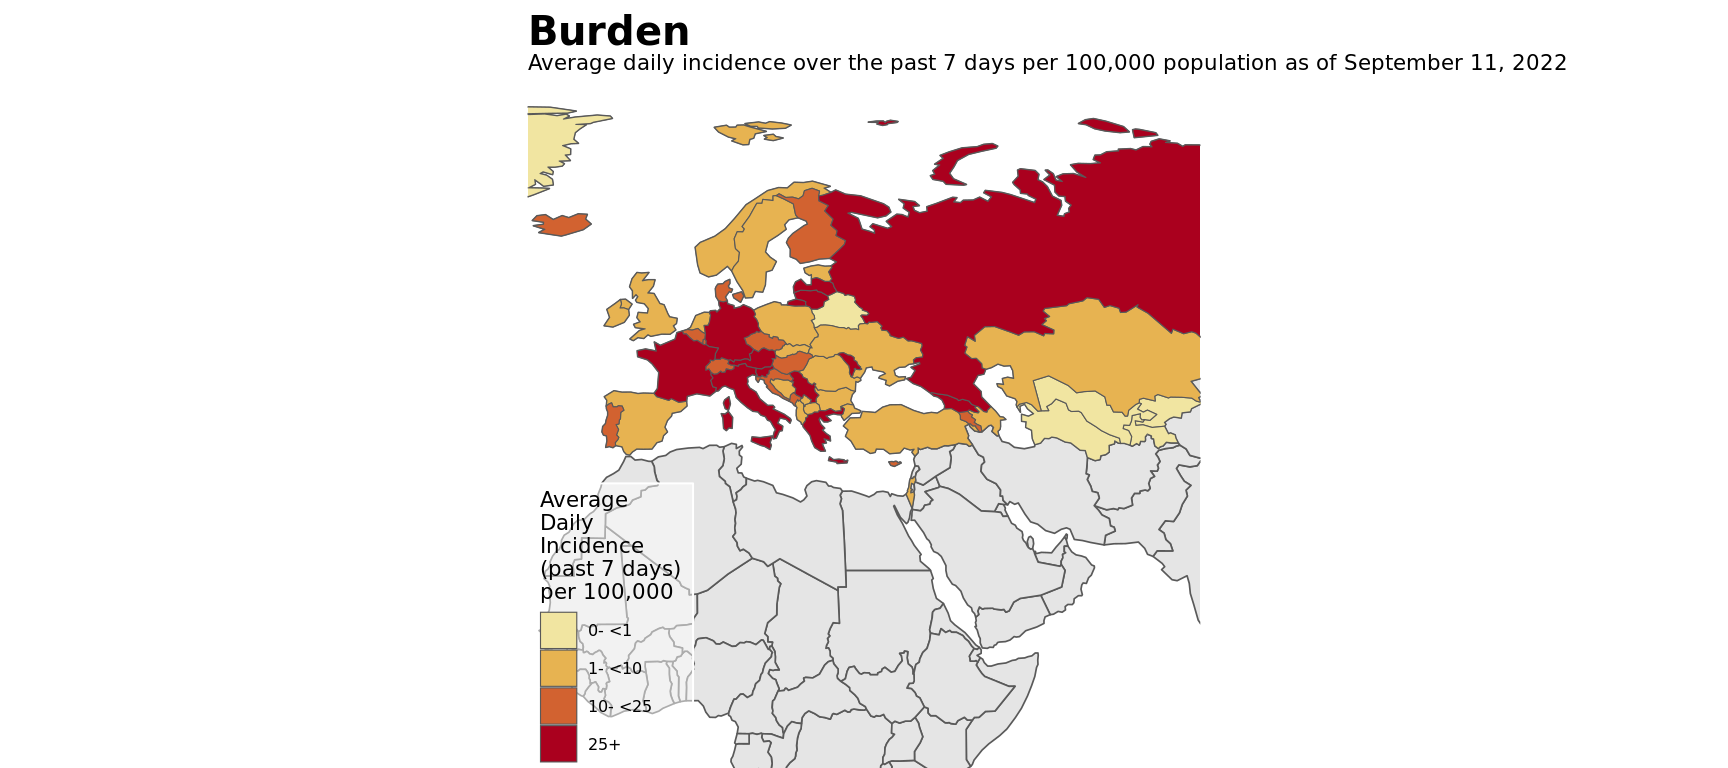 Burden
Average daily incidence over the past 7 days per 100,000 population as of September 11, 2022
Average
Daily
Incidence
(past 7 days)
per 100,000
0- <1
1- <10
10- <25
25+